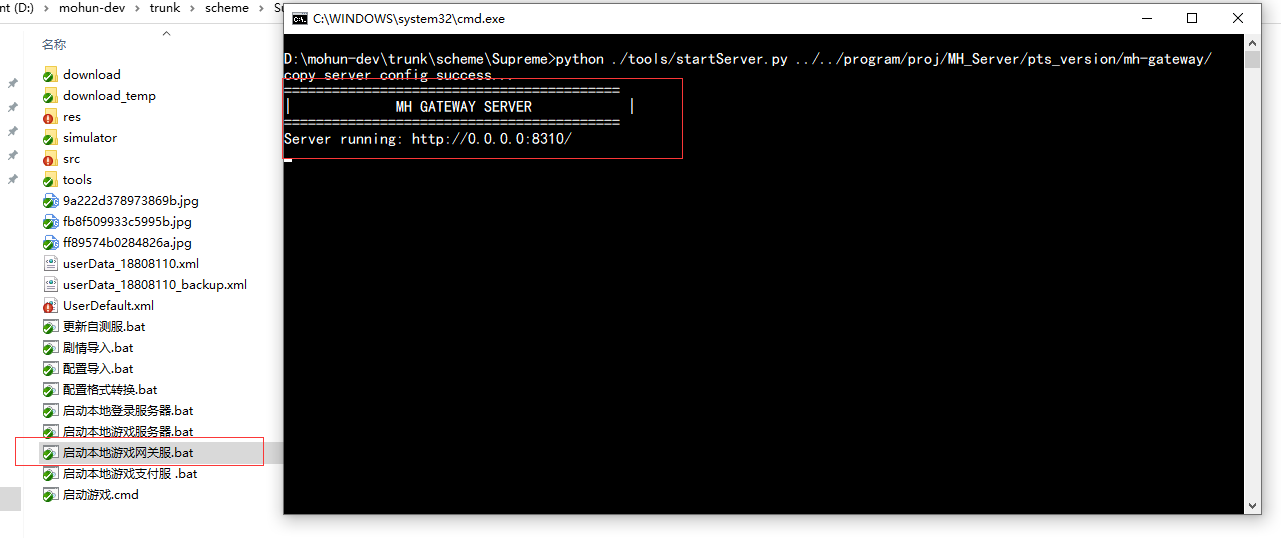 nt (D:) > mohun-dev > trunk > scheme > Su
名称
download
download_temp
res
simulator
src
tools
9a222d378973869b.jpg
fb8f509933c5995b.jpg
ff89574b0284826a.jpg
userData_18808110.xml
userData_18808110_backup.xml
UserDefault.xml
更新自测服.bat
剧情导入.bat
配置导入.bat
配置格式转换.bat
启动本地登录服务器.bat
启动本地游戏服务器.bat
启动本地游戏网关服.bat
启动本地游戏支付服 .bat
启动游戏.cmd
C:\WINDOWS\system32\cmd.exe
D:\mohun-dev\trunk\scheme\Supreme>python ./tools/startServer.py ../../program/proj/MH_Server/pts_version/mh-gateway/
copy server config success...
==========================================
| MH GATEWAY SERVER |
==========================================
Server running: http://0.0.0.0:8310/